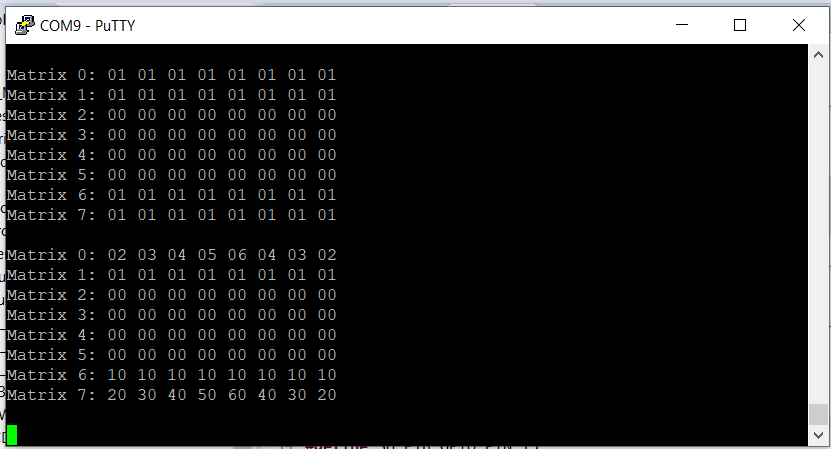 COM9 - PuTTY
Matrix 0: 01 01 01 01 01 01 01 01
Matrix 1: 01 01 01 01 01 01 01 01
Matrix 2: 00 00 00 00 00 00 00 00
Matrix 3: 00 00 00 00 00 00 00 00
Matrix 4: 00 00 00 00 00 00 00 00
Matrix 5: 00 00 00 00 00 00 00 00
Matrix 6: 01 01 01 01 01 01 01 01
Matrix 7: 01 01 01 01 01 01 01 01
Matrix 0: 02 03 04 05 06 04 03 02
Matrix 1: 01 01 01 01 01 01 01 01
Matrix 2: 00 00 00 00 00 00 00 00
Matrix 3: 00 00 00 00 00 00 00 00
Matrix 4: 00 00 00 00 00 00 00 00
Matrix 5: 00 00 00 00 00 00 00 00
Matrix 6: 10 10 10 10 10 10 10 10
Matrix 7: 20 30 40 50 60 40 30 20